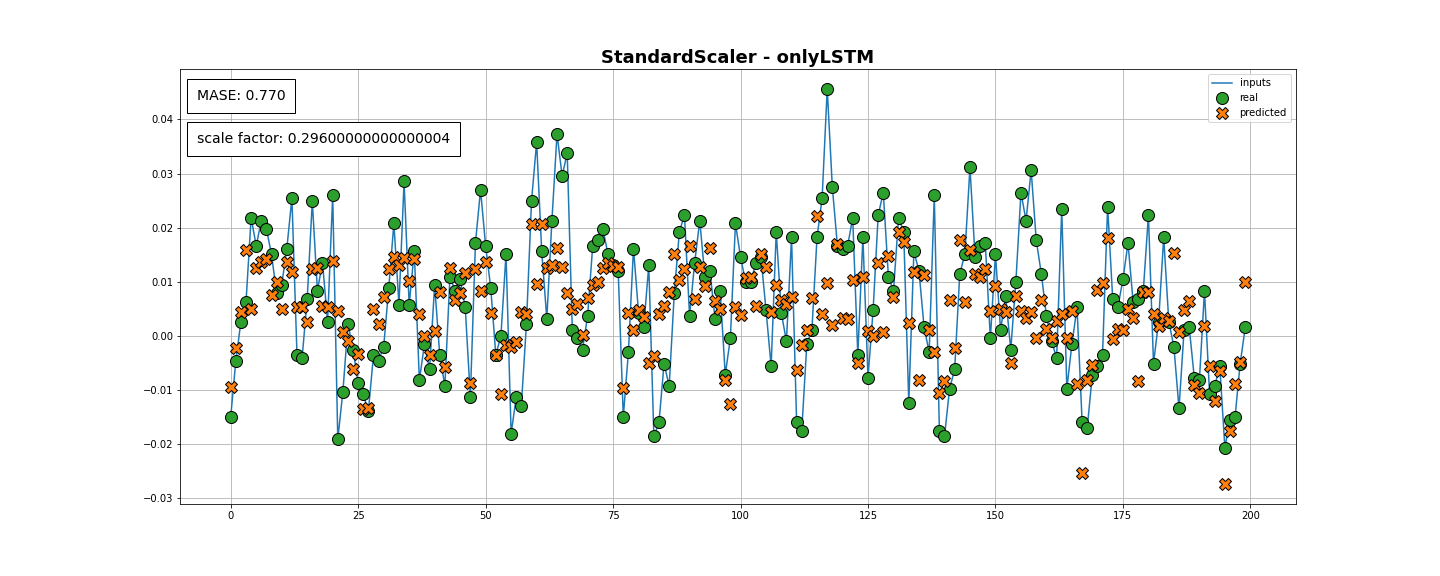 StandardScaler - onlyLSTM
MASE: 0.770
scale factor: 0.29600000000000004
inputs
real
predicted
0.04
0.03
0.02
0.01
0.00
−0.01
−0.02
−0.03
0 25 50 75 100 125 150 175 200